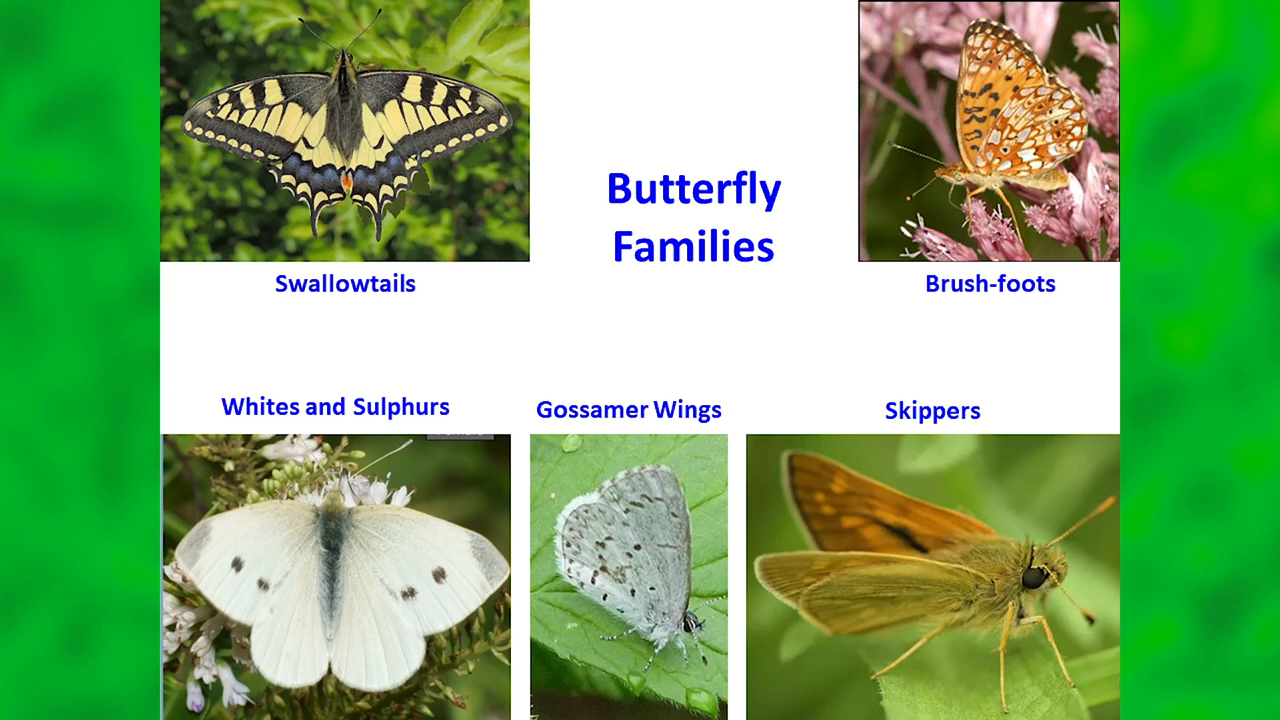 Butterfly
Families
Swallowtails
Brush-foots
Whites and Sulphurs
Gossamer Wings
Skippers